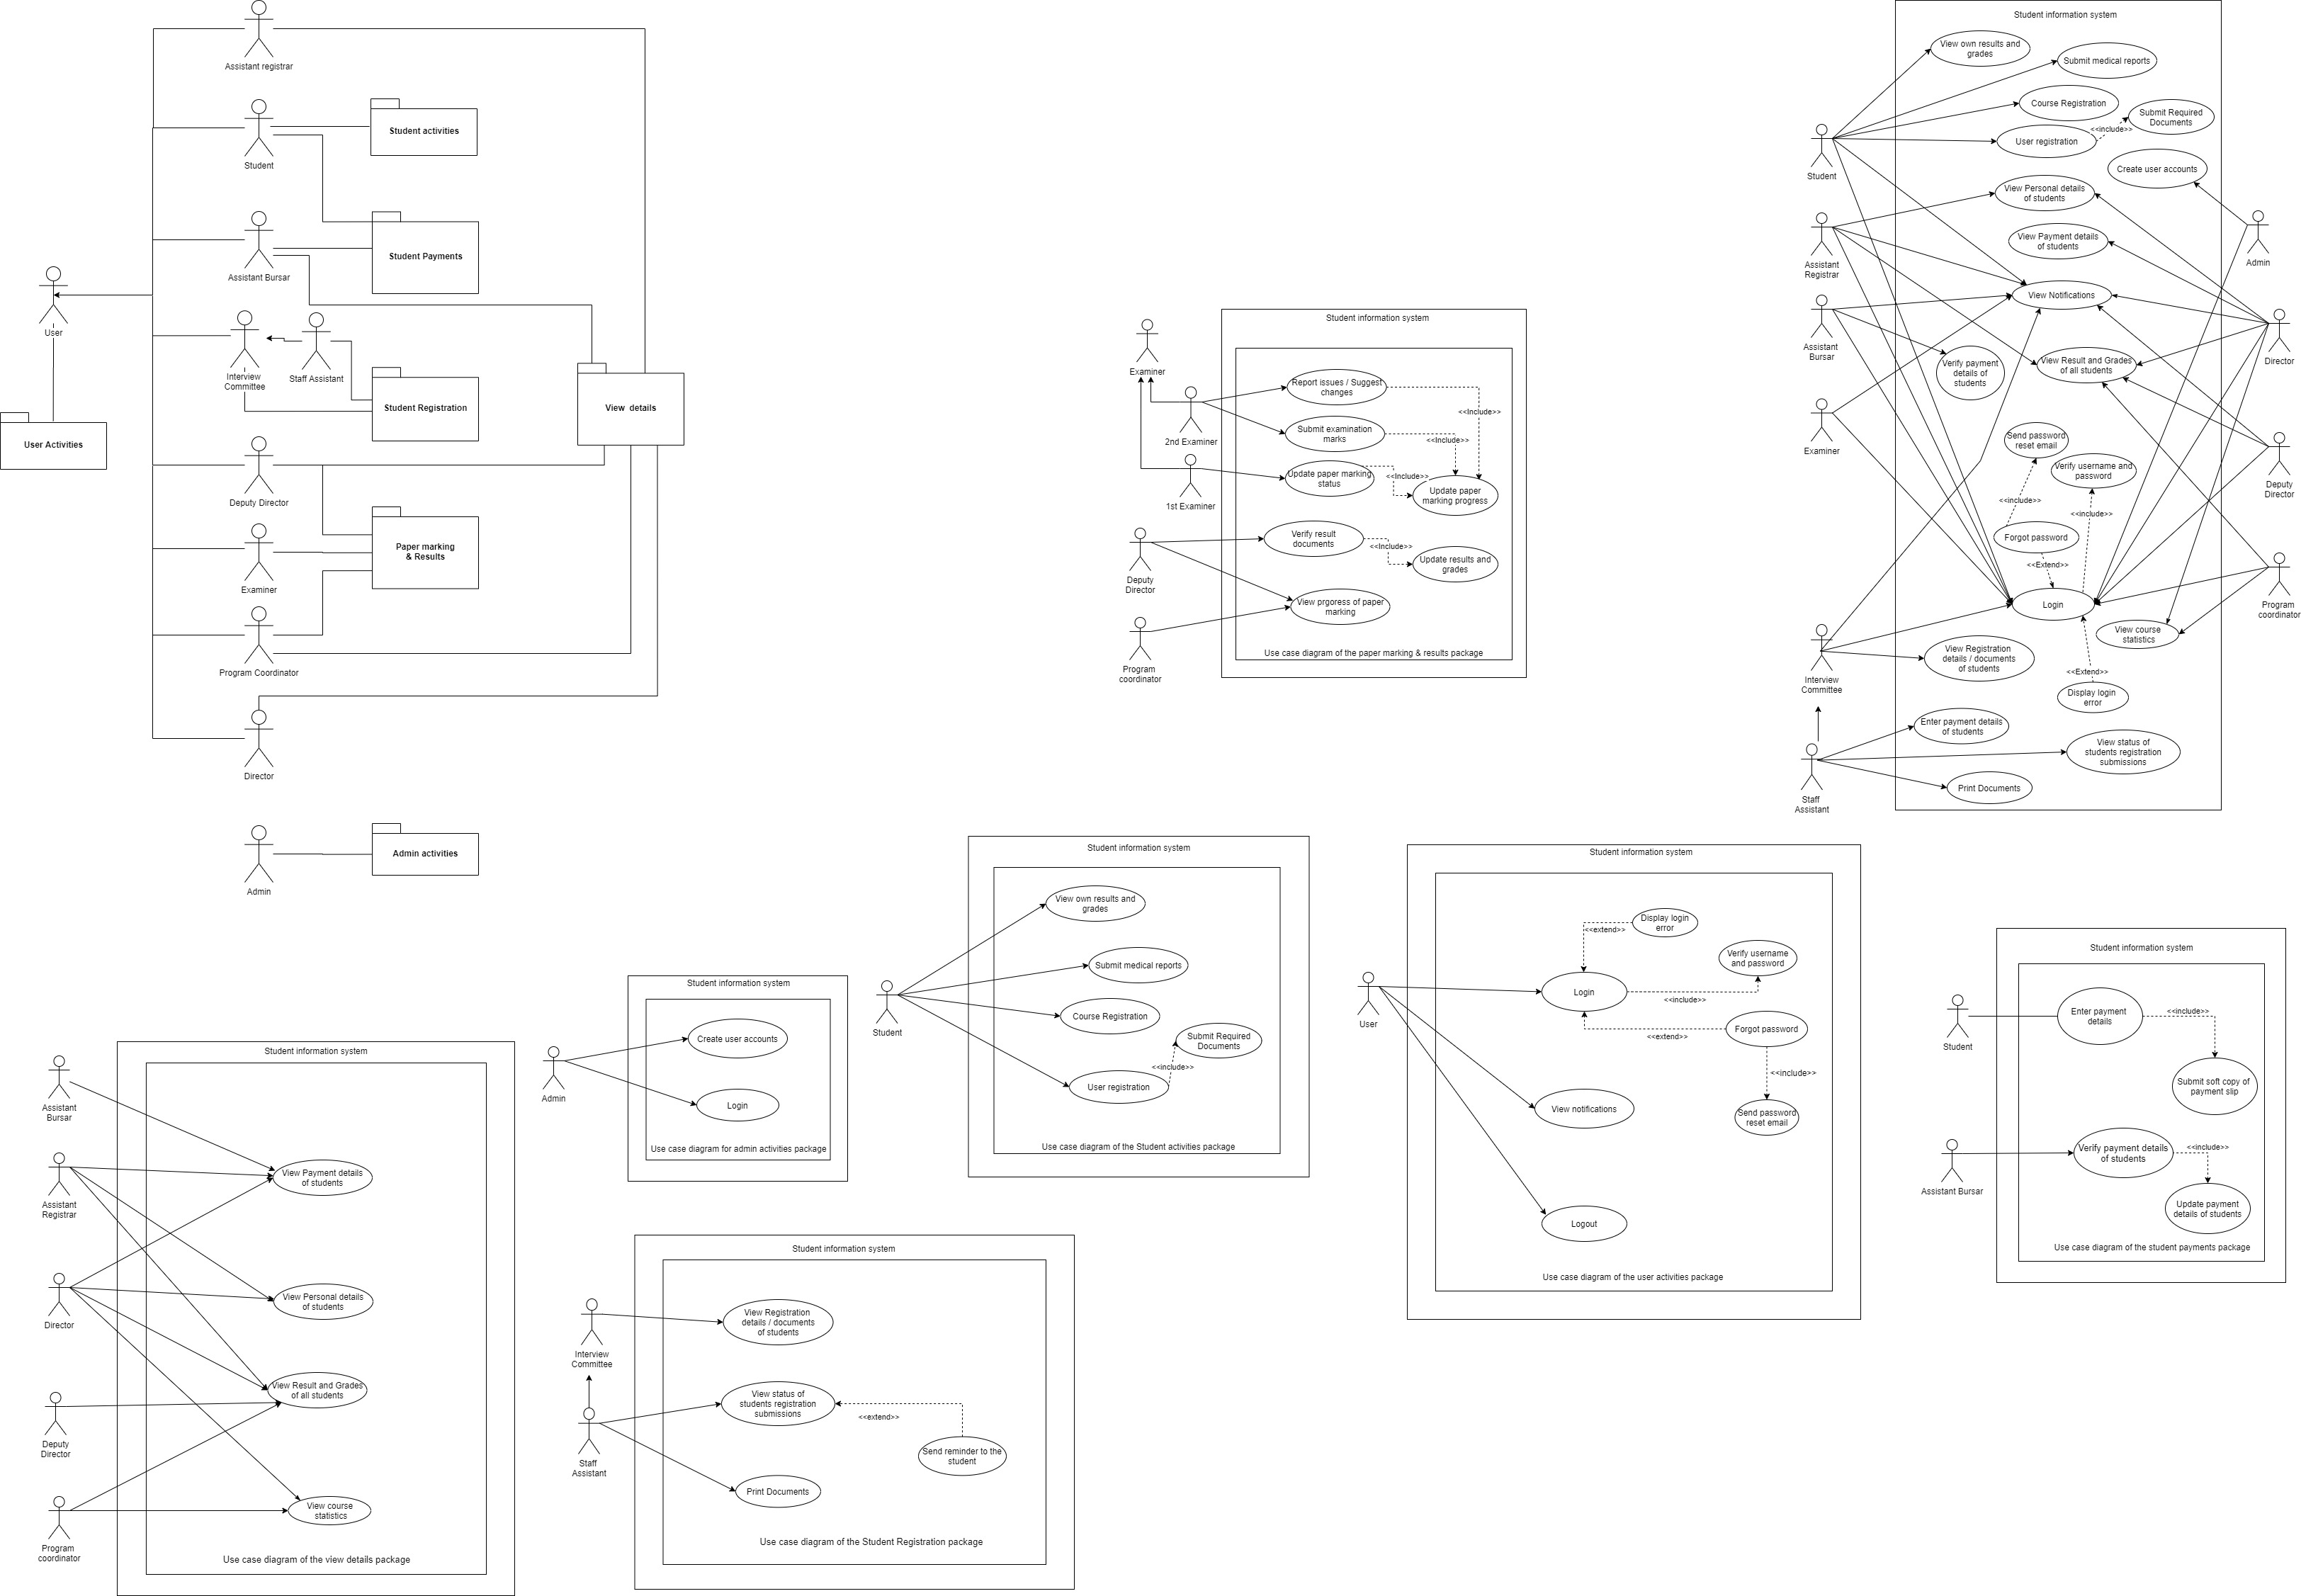 Assistant registrar
Student
Student activities
Assistant Bursar
Student Payments
User
User Activities
Interview
Committee
Staff Assistant
Student Registration
View details
Deputy Director
Examiner
Paper marking
& Results
Program Coordinator
Director
Admin
Admin activities
Student information system
Examiner
2nd Examiner
1st Examiner
Deputy
Director
Program
coordinator
Report issues / Suggest
changes
<<Include>>
Submit examination
marks
<<Include>>
Update paper marking
status
<<Include>>
Update paper
marking progress
Verify result
documents
<<Include>>
Update results and
grades
View prgoress of paper
marking
Use case diagram of the paper marking & results package
Student information system
View own results and
grades
Submit medical reports
Course Registration
Submit Required
Documents
<<include>>
User registration
Student
Create user accounts
View Personal details
of students
Admin
View Payment details
of students
Assistant
Registrar
View Notifications
Assistant
Bursar
Director
Verify payment
details of
students
View Result and Grades
of all students
Examiner
Send password
reset email
Verify username and
password
Deputy
Director
<<include>>
<<include>>
Forgot password
<<Extend>>
Login
Program
coordinator
View course
statistics
View Registration
details / documents
of students
Interview
Committee
<<Extend>>
Display login
error
Enter payment details
of students
View status of
students registration
submissions
Print Documents
Staff
Assistant
Student information system
View own results and
grades
Submit medical reports
Course Registration
Student
Submit Required
Documents
<<include>>
User registration
Use case diagram of the Student activities package
Student information system
Display login
error
<<extend>>
Verify username
and password
Login
<<include>>
User
Forgot password
<<extend>>
<<include>>
View notifications
Send password
reset email
Logout
Use case diagram of the user activities package
Student information system
Enter payment
details
<<include>>
Student
Submit soft copy of
payment slip
Verify payment details
of students
<<include>>
Assistant Bursar
Update payment
details of students
Use case diagram of the student payments package
Student information system
Create user accounts
Admin
Login
Use case diagram for admin activities package
Student information system
Assistant
Bursar
View Payment details
of students
Assistant
Registrar
View Personal details
of students
Director
View Result and Grades
of all students
Deputy
Director
View course
statistics
Program
coordinator
Use case diagram of the view details package
Student information system
View Registration
details / documents
of students
Interview
Committee
View status of
students registration
submissions
<<extend>>
Send reminder to the
student
Staff
Assistant
Print Documents
Use case diagram of the Student Registration package